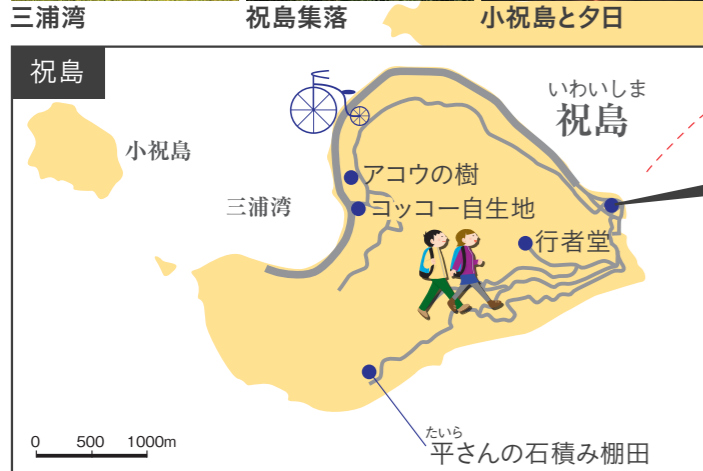 三浦湾
祝島集落
小祝島と夕日
祝島
いわいしま
祝島
小祝島
アコウの樹
三浦湾
コッコー自生地
行者堂
たいら
平さんの石積み棚田
0 500 1000m